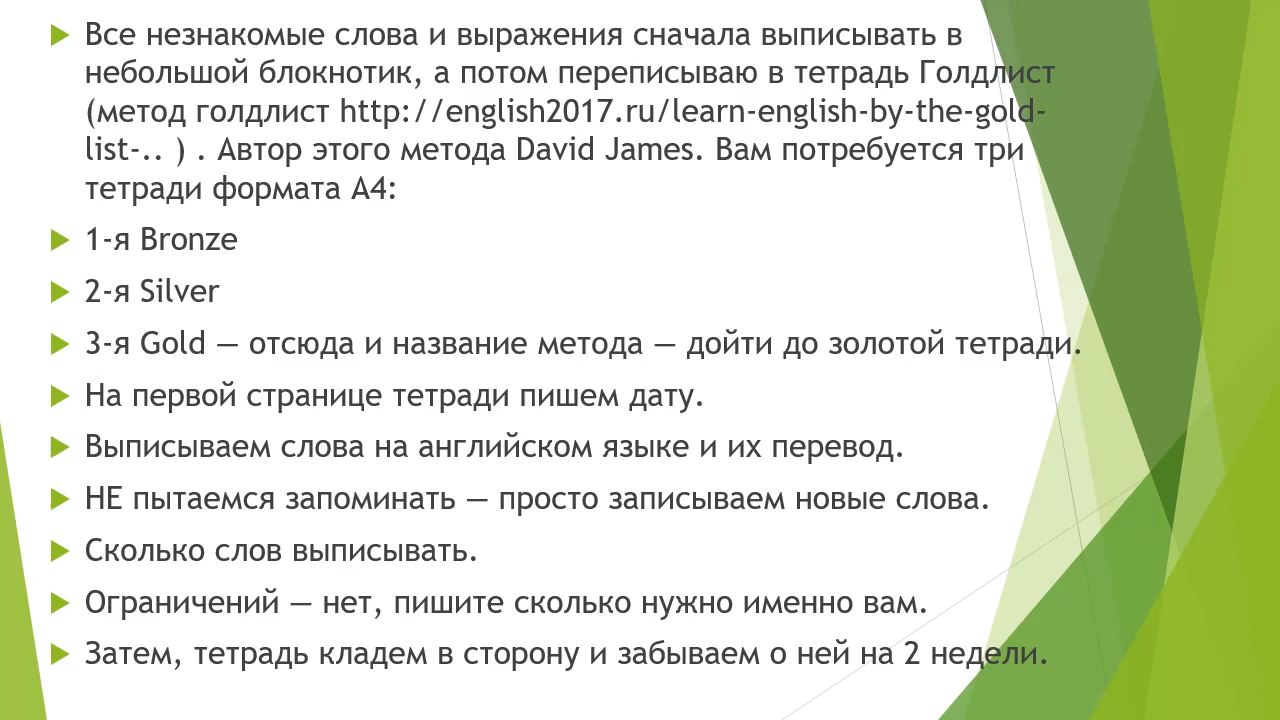 Все незнакомые слова и выражения сначала выписывать в
небольшой блокнотик, а потом переписываю в тетрадь Голдлист
(метод голдлист http://english2017.ru/learn-english-by-the-gold-
list-.. ) . Автор этого метода David James. Вам потребуется три
тетради формата А4:
1-я Bronze
2-я Silver
3-я Gold — отсюда и название метода — дойти до золотой тетради.
На первой странице тетради пишем дату.
Выписываем слова на английском языке и их перевод.
НЕ пытаемся запоминать — просто записываем новые слова.
Сколько слов выписывать.
Ограничений — нет, пишите сколько нужно именно вам.
Затем, тетрадь кладем в сторону и забываем о ней на 2 недели.